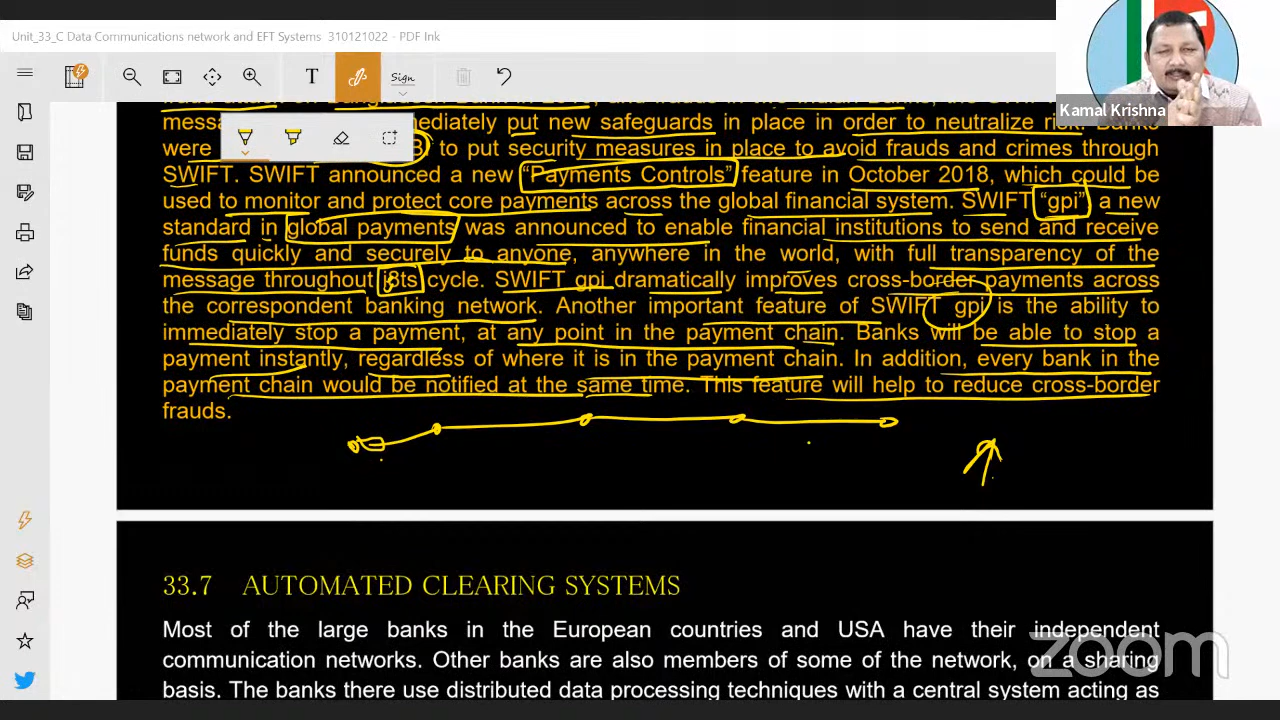 Unit_33_C Data Communications network and EFT Systems 310121022 - PDF Ink
T
Sign
Kamal Krishna
messa
mediately put new safeguards in place in order to neutralize risk. Banks
were
to put security measures in place to avoid frauds and crimes through
SWIFT. SWIFT announced a new "Payments Controls" feature in October 2018, which could be
used to monitor and protect core payments across the global financial system. SWIFT "gpi" a new
standard in global payments was announced to enable financial institutions to send and receive
funds quickly and securely to anyone, anywhere in the world, with full transparency of the
message throughout cycle. SWIFT gpi dramatically improves cross-border payments across
the correspondent banking network. Another important feature of SWIFT gpi is the ability to
immediately stop a payment, at any point in the payment chain. Banks will be able to stop a
payment instantly, regardless of where it is in the payment chain. In addition, every bank in the
payment chain would be notified at the same time. This feature will help to reduce cross-border
frauds.
33.7 AUTOMATED CLEARING SYSTEMS
Most of the large banks in the European countries and USA have their independent
communication networks. Other banks are also members of some of the network, on a sharing
basis. The banks there use distributed data processing techniques with a central system acting as
zoom